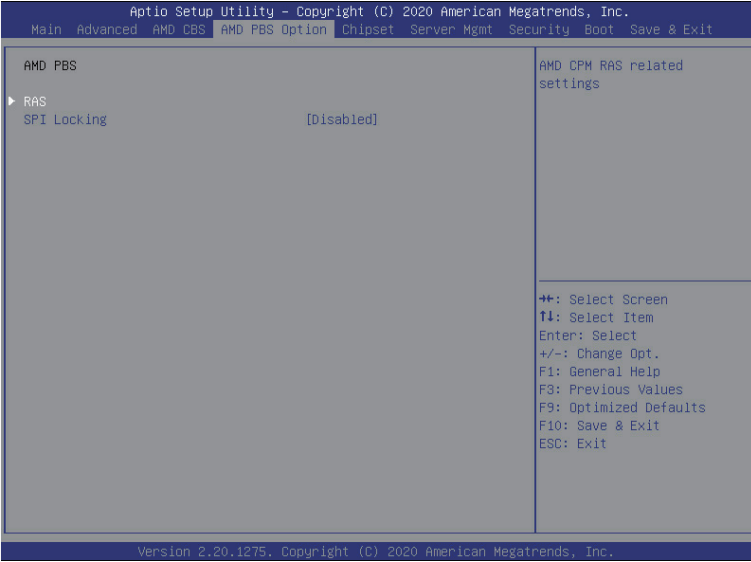 Aptio Setup Utility – Copyright (C) 2020 American Megatrends, Inc.
Main Advanced AMD CBS AMD PBS Option Chipset Server Mgmt Security Boot Save & Exit
AMD PBS
RAS
SPI Locking [Disabled]
AMD CPM RAS related
settings
→←: Select Screen
↑↓: Select Item
Enter: Select
+/-: Change Opt.
F1: General Help
F3: Previous Values
F9: Optimized Defaults
F10: Save & Exit
ESC: Exit
Version 2.20.1275. Copyright (C) 2020 American Megatrends, Inc.